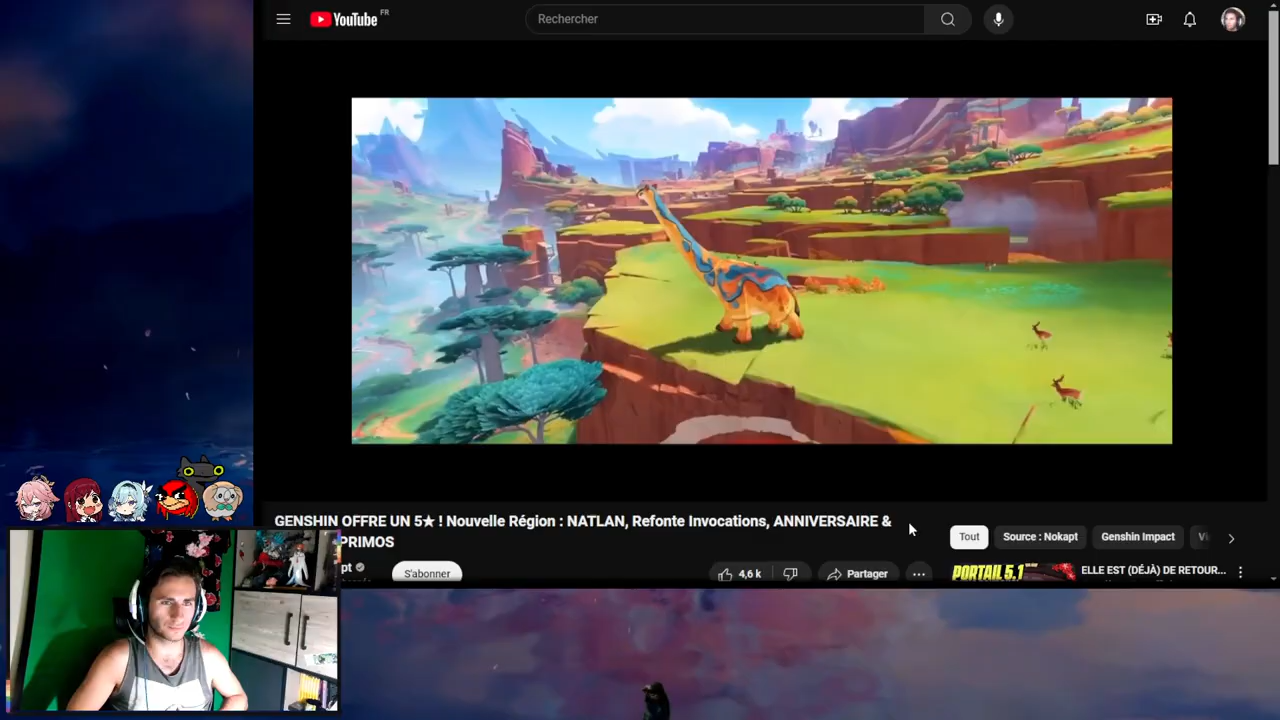 YouTube FR
Rechercher
GENSHIN OFFRE UN 5★ ! Nouvelle Région : NATLAN, Refonte Invocations, ANNIVERSAIRE &
PRIMOS
pt
S'abonner
4,6 k
Partager
Tout
Source : Nokapt
Genshin Impact
PORTAIL 5.1
ELLE EST (DÉJÀ) DE RETOUR...